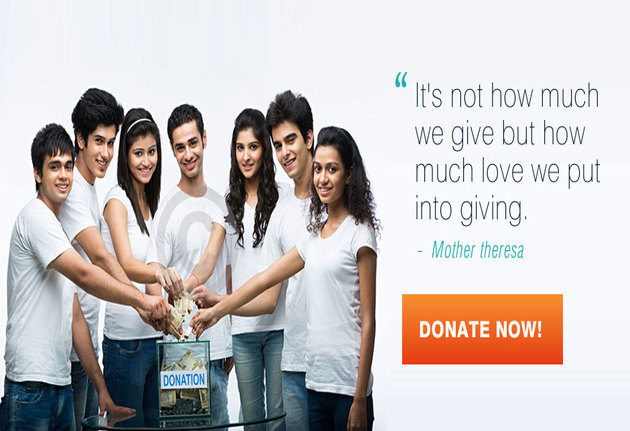 “ It's not how much
we give but how
much love we put
into giving.
- Mother theresa
DONATE NOW!
DONATION